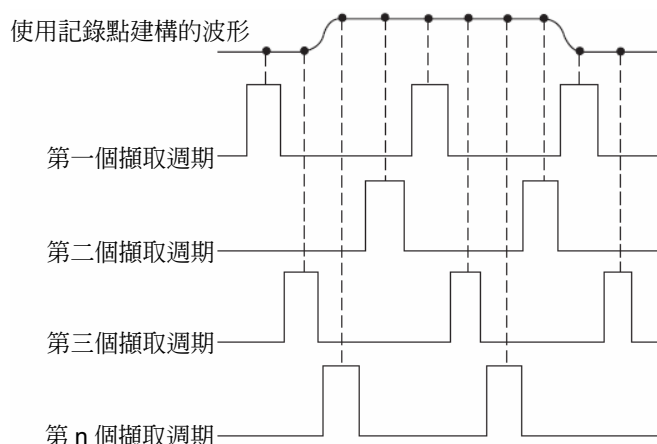 使用記錄點建構的波形
第一個擷取週期
第二個擷取週期
第三個擷取週期
第 n 個擷取週期